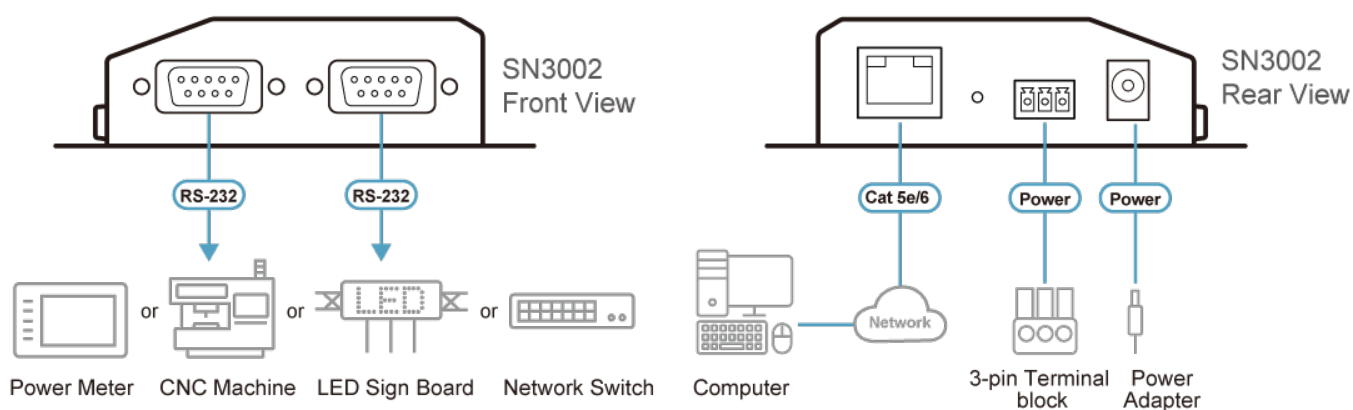 SN3002
Front View
SN3002
Rear View
RS-232
RS-232
Cat 5e/6
Power
Power
or
or
LED
or
Network
Power Meter
CNC Machine
LED Sign Board
Network Switch
Computer
3-pin Terminal
block
Power
Adapter